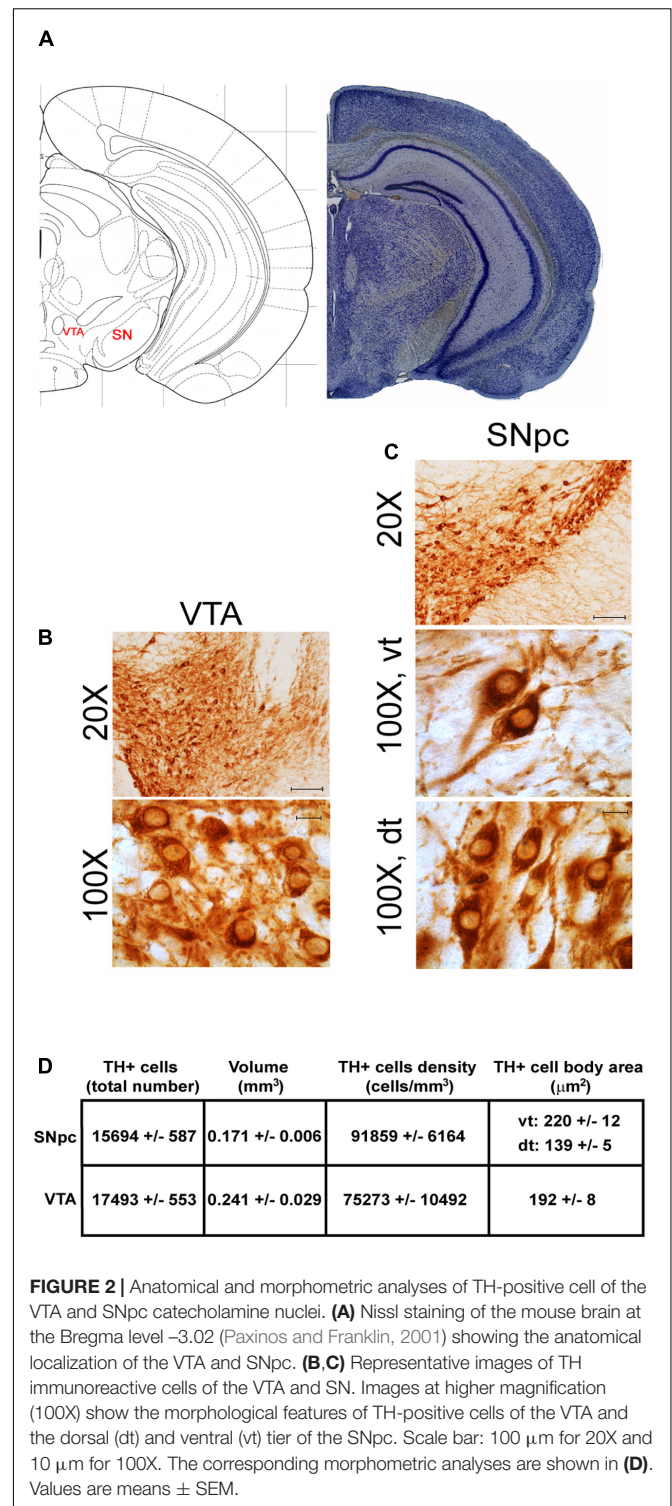 A
VTA
SN
SNpc
C
20X
100X, vt
100X, dt
VTA
B
20X
100X
D
TH+ cells (total number) Volume (mm³) TH+ cells density (cells/mm³) TH+ cell body area (μm²)
SNpc 15694 +/- 587 0.171 +/- 0.006 91859 +/- 6164 vt: 220 +/- 12 dt: 139 +/- 5
VTA 17493 +/- 553 0.241 +/- 0.029 75273 +/- 10492 192 +/- 8
FIGURE 2 | Anatomical and morphometric analyses of TH-positive cell of the
VTA and SNpc catecholamine nuclei. (A) Nissl staining of the mouse brain at
the Bregma level –3.02 (Paxinos and Franklin, 2001) showing the anatomical
localization of the VTA and SNpc. (B,C) Representative images of TH
immunoreactive cells of the VTA and SN. Images at higher magnification
(100X) show the morphological features of TH-positive cells of the VTA and
the dorsal (dt) and ventral (vt) tier of the SNpc. Scale bar: 100 μm for 20X and
10 μm for 100X. The corresponding morphometric analyses are shown in (D).
Values are means ± SEM.